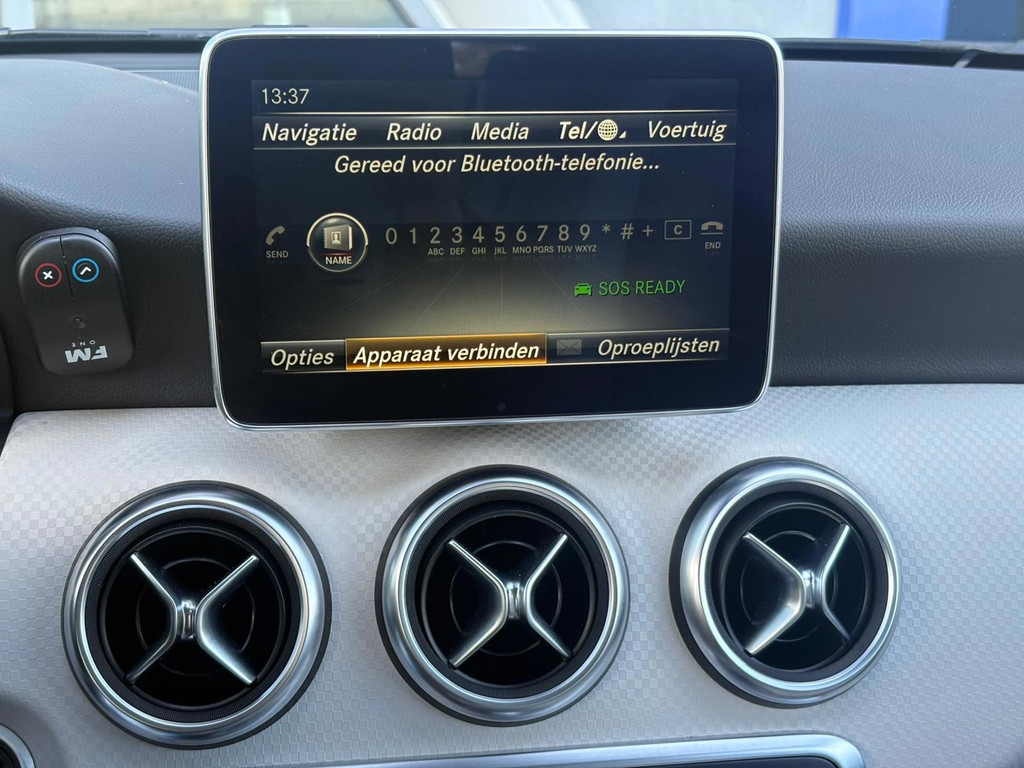 13:37
Navigatie Radio Media Tel/ Voertuig
Gereed voor Bluetooth-telefonie...
SEND NAME 0 1 2 3 4 5 6 7 8 9 * # + C END
ABC DEF GHI JKL MNO PQRS TUV WXYZ
SOS READY
Opties Apparaat verbinden Oproeplijsten
FM
ONE